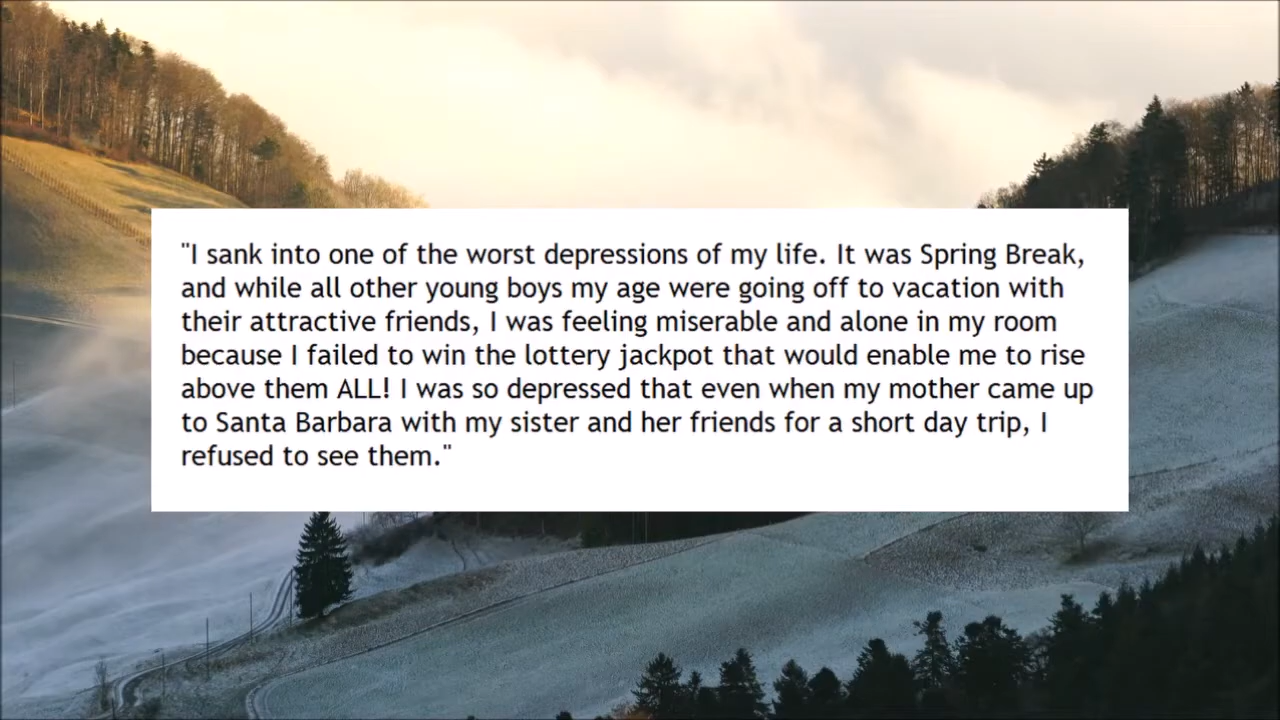 "I sank into one of the worst depressions of my life. It was Spring Break,
and while all other young boys my age were going off to vacation with
their attractive friends, I was feeling miserable and alone in my room
because I failed to win the lottery jackpot that would enable me to rise
above them ALL! I was so depressed that even when my mother came up
to Santa Barbara with my sister and her friends for a short day trip, I
refused to see them."